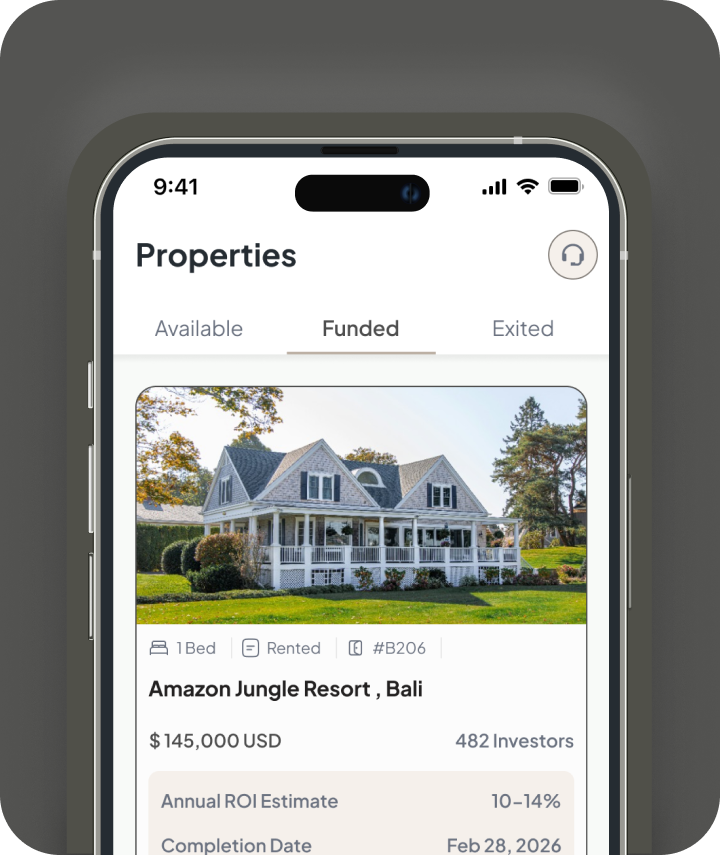 9:41
Properties
Available Funded Exited
1 Bed Rented #B206
Amazon Jungle Resort , Bali
$ 145,000 USD 482 Investors
Annual ROI Estimate 10-14%
Completion Date Feb 28, 2026